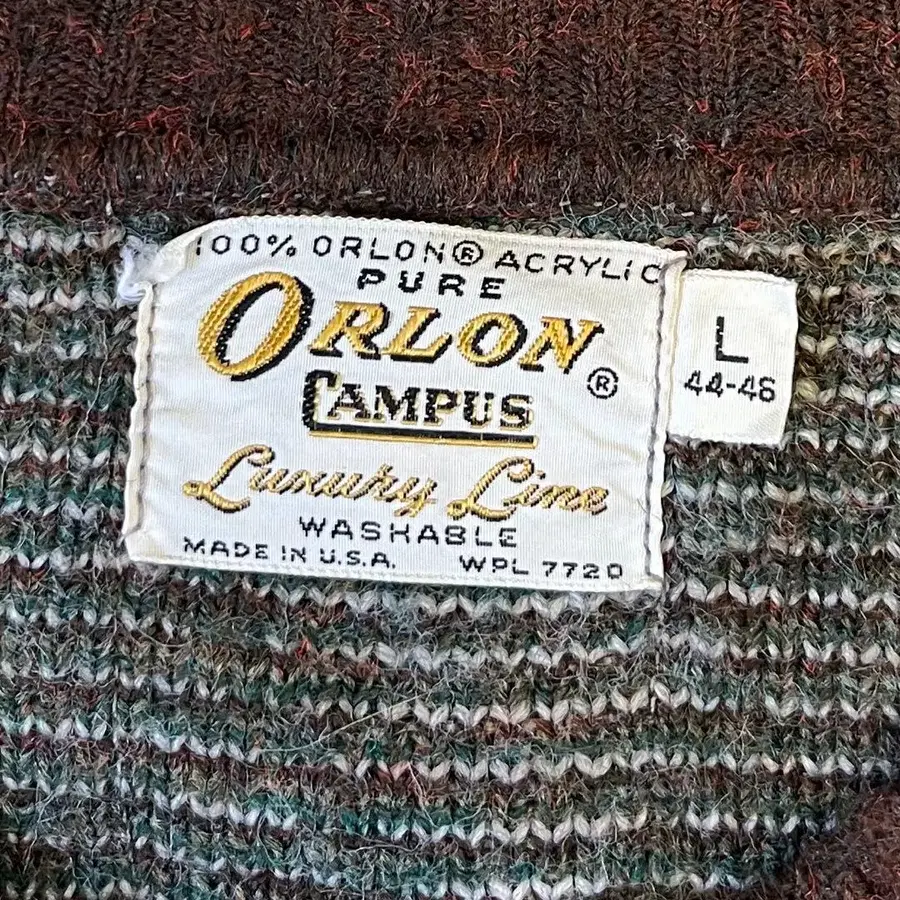 100% ORLON® ACRYLIC
PURE
ORLON®
CAMPUS
Luxury Line
WASHABLE
MADE IN U.S.A. WPL 7720
L
44-46